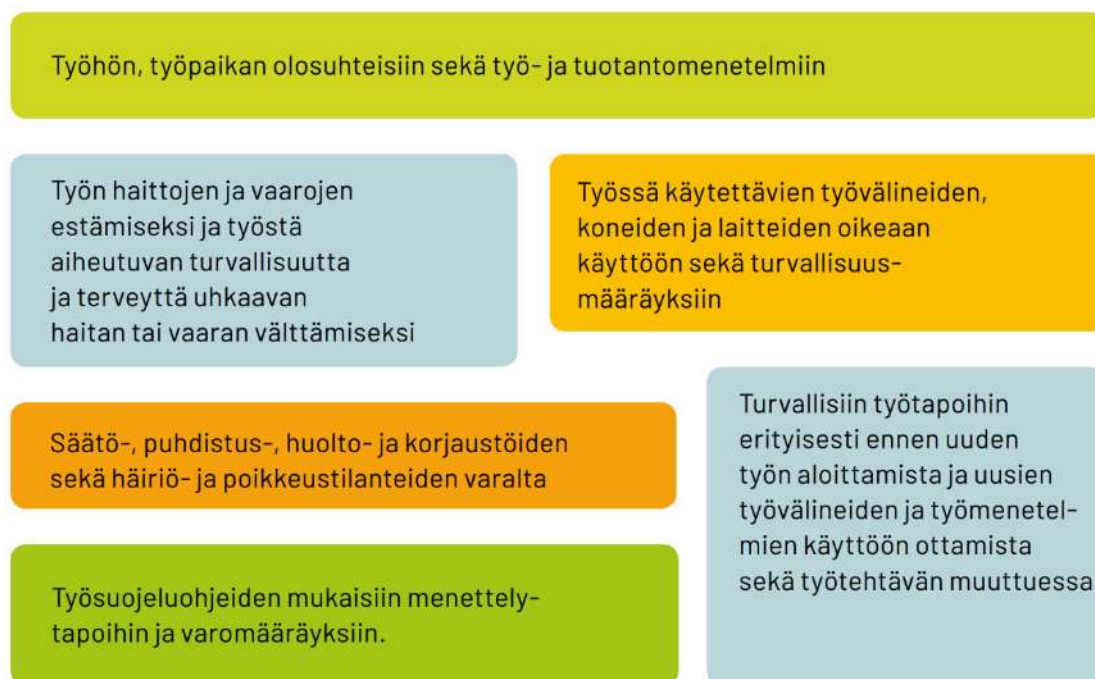 Työhön, työpaikan olosuhteisiin sekä työ- ja tuotantomenetelmiin
Työn haittojen ja vaarojen
estämiseksi ja työstä
aiheutuvan turvallisuutta
ja terveyttä uhkaavan
haitan tai vaaran välttämiseksi
Työssä käytettävien työvälineiden,
koneiden ja laitteiden oikeaan
käyttöön sekä turvallisuus-
määräyksiin
Säätö-, puhdistus-, huolto- ja korjaustöiden
sekä häiriö- ja poikkeustilanteiden varalta
Turvallisiin työtapoihin
erityisesti ennen uuden
työn aloittamista ja uusien
työvälineiden ja työmenetel-
mien käyttöön ottamista
sekä työtehtävän muuttuessa
Työsuojeluohjeiden mukaisiin menettely-
tapoihin ja varomääräyksiin.